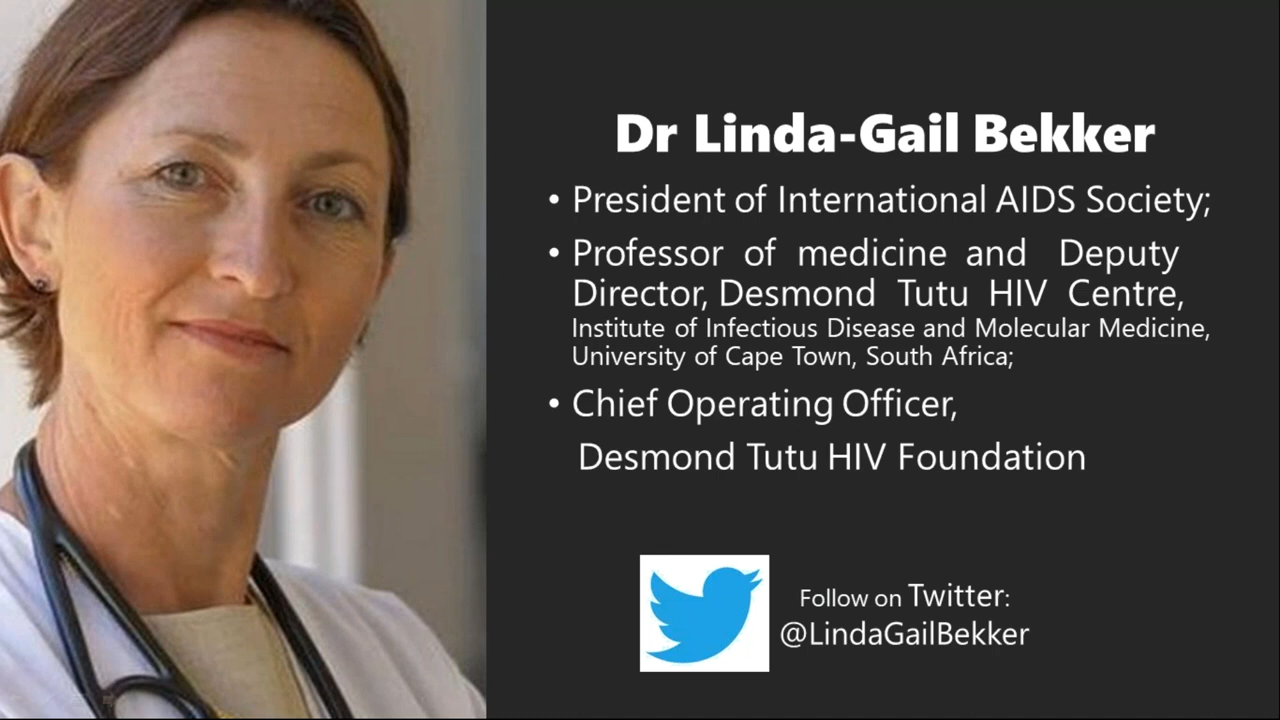 Dr Linda-Gail Bekker
• President of International AIDS Society;
• Professor of medicine and Deputy
Director, Desmond Tutu HIV Centre,
Institute of Infectious Disease and Molecular Medicine,
University of Cape Town, South Africa;
• Chief Operating Officer,
Desmond Tutu HIV Foundation
Follow on Twitter:
@LindaGailBekker